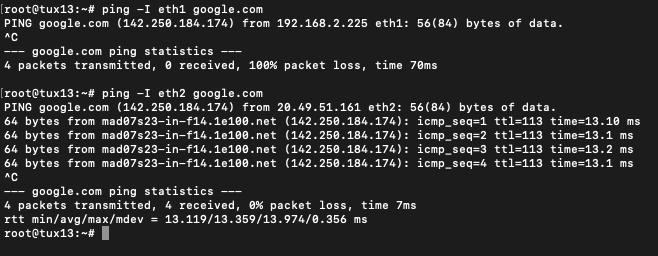 [root@tux13:~# ping -I eth1 google.com
PING google.com (142.250.184.174) from 192.168.2.225 eth1: 56(84) bytes of data.
^C
--- google.com ping statistics ---
4 packets transmitted, 0 received, 100% packet loss, time 70ms
[root@tux13:~# ping -I eth2 google.com
PING google.com (142.250.184.174) from 20.49.51.161 eth2: 56(84) bytes of data.
64 bytes from mad07s23-in-f14.1e100.net (142.250.184.174): icmp_seq=1 ttl=113 time=13.10 ms
64 bytes from mad07s23-in-f14.1e100.net (142.250.184.174): icmp_seq=2 ttl=113 time=13.1 ms
64 bytes from mad07s23-in-f14.1e100.net (142.250.184.174): icmp_seq=3 ttl=113 time=13.2 ms
64 bytes from mad07s23-in-f14.1e100.net (142.250.184.174): icmp_seq=4 ttl=113 time=13.1 ms
^C
--- google.com ping statistics ---
4 packets transmitted, 4 received, 0% packet loss, time 7ms
rtt min/avg/max/mdev = 13.119/13.359/13.974/0.356 ms
root@tux13:~#